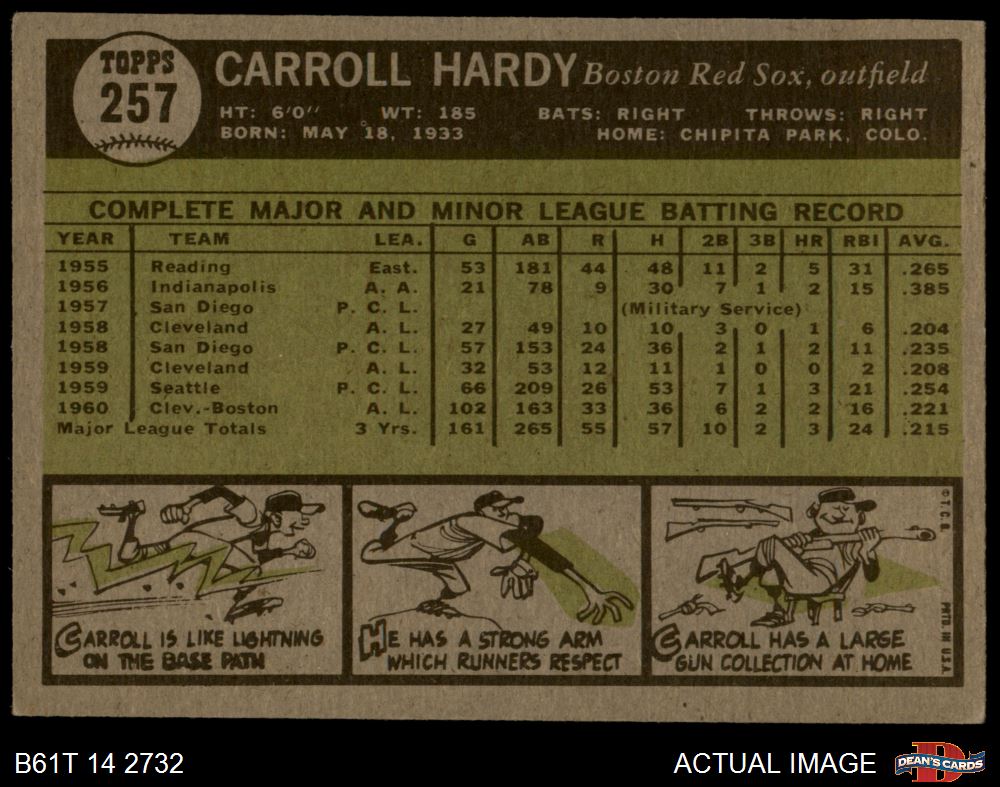 TOPPS
257
CARROLL HARDY Boston Red Sox, outfield
HT: 6'0" WT: 185 BATS: RIGHT THROWS: RIGHT
BORN: MAY 18, 1933 HOME: CHIPITA PARK, COLO.
COMPLETE MAJOR AND MINOR LEAGUE BATTING RECORD
YEAR TEAM LEA. G AB R H 2B 3B HR RBI AVG.
1955 Reading East. 53 181 44 48 11 2 5 31 .265
1956 Indianapolis A. A. 21 78 9 30 7 1 2 15 .385
1957 San Diego P. C. L. (Military Service)
1958 Cleveland A. L. 27 49 10 10 3 0 1 6 .204
1958 San Diego P. C. L. 57 153 24 36 2 1 2 11 .235
1959 Cleveland A. L. 32 53 12 11 1 0 0 2 .208
1959 Seattle P. C. L. 66 209 26 53 7 1 3 21 .254
1960 Clev.-Boston A. L. 102 163 33 36 6 2 2 16 .221
Major League Totals 3 Yrs. 161 265 55 57 10 2 3 24 .215
CARROLL IS LIKE LIGHTNING
ON THE BASE PATH
HE HAS A STRONG ARM
WHICH RUNNERS RESPECT
CARROLL HAS A LARGE
GUN COLLECTION AT HOME
© T. C. G.
PRTD. IN U.S.A.
B61T 14 2732
ACTUAL IMAGE
DEAN'S CARDS